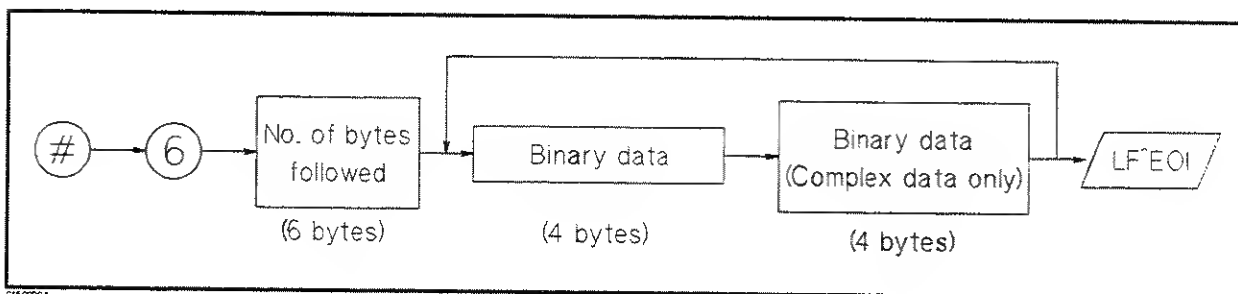 #
6
No. of bytes
followed
(6 bytes)
Binary data
(4 bytes)
Binary data
(Complex data only)
(4 bytes)
LF^EOI